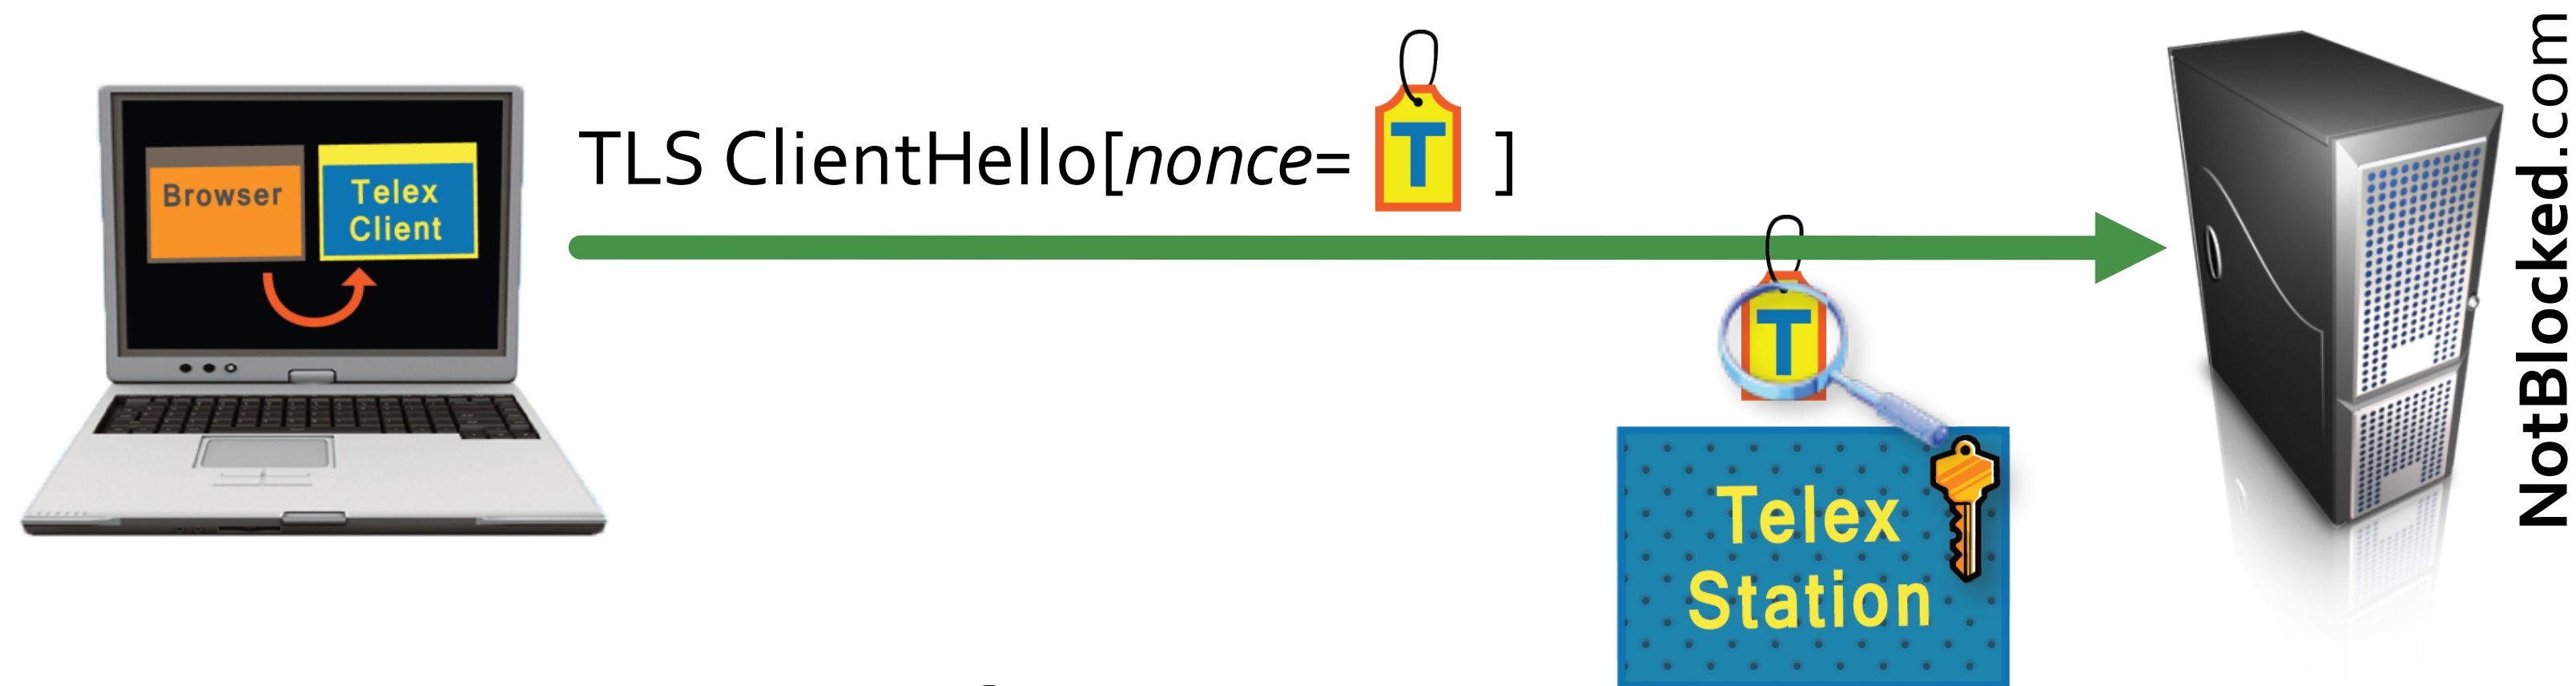 Browser
Telex
Client
TLS ClientHello[nonce= T ]
T
Telex
Station
NotBlocked.com